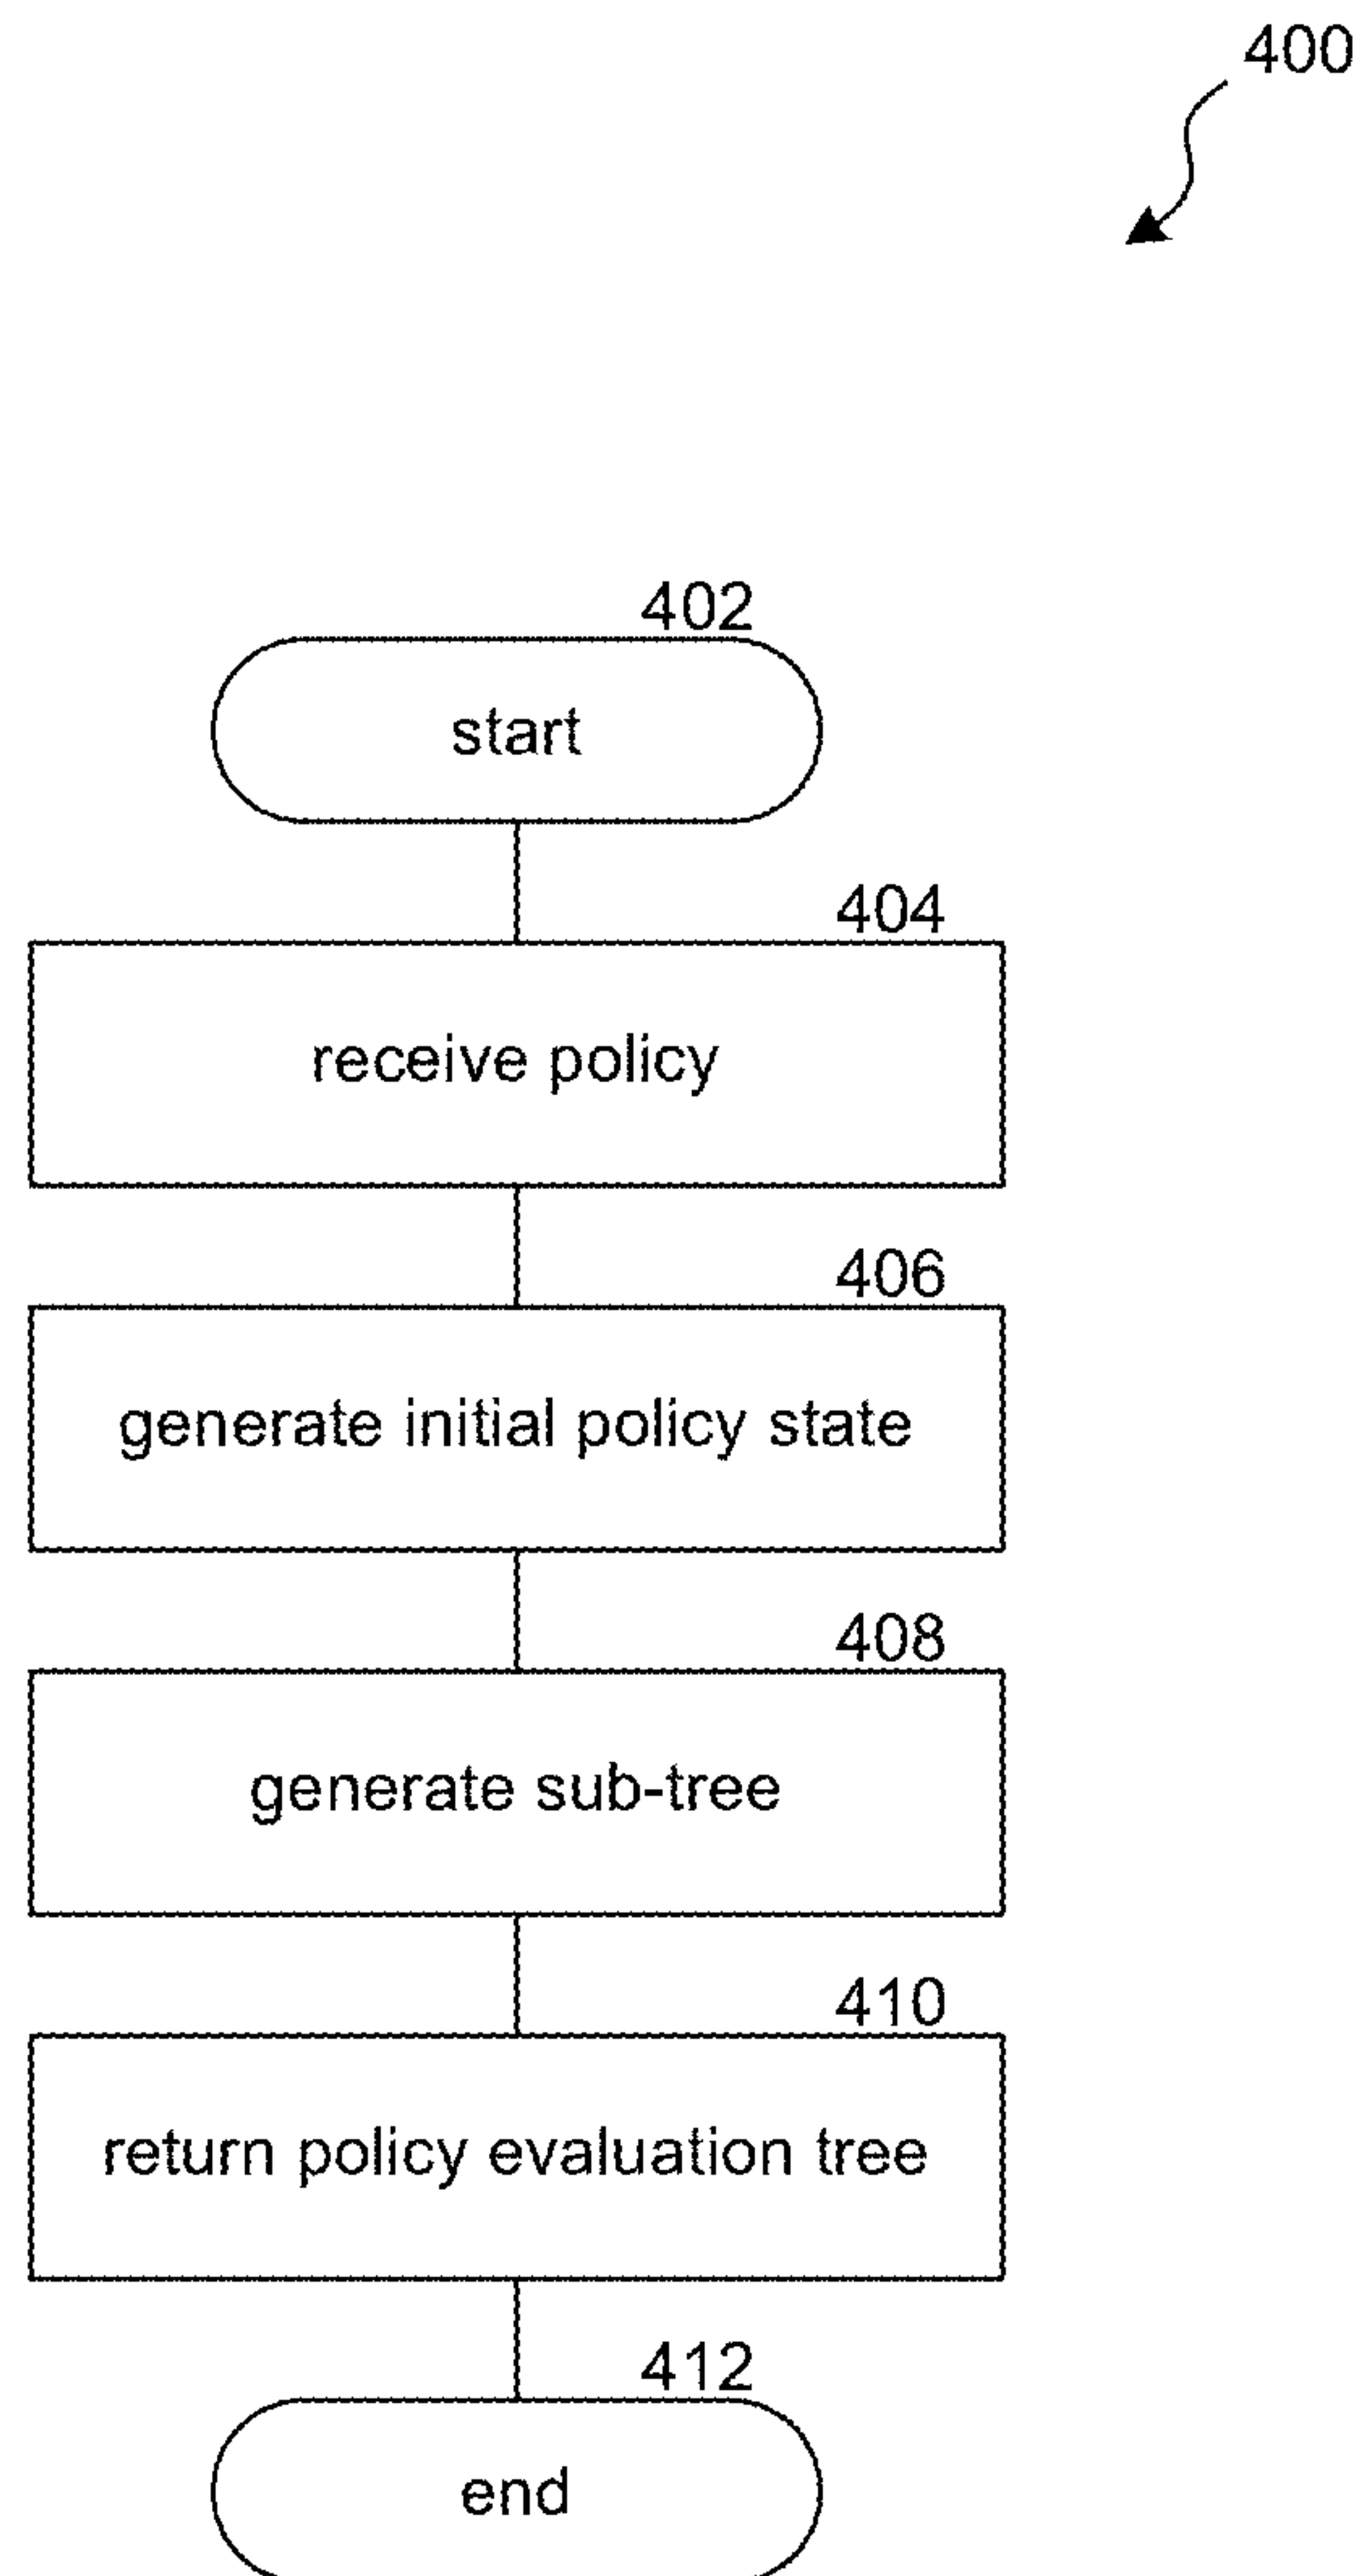 400
402
start
404
receive policy
406
generate initial policy state
408
generate sub-tree
410
return policy evaluation tree
412
end